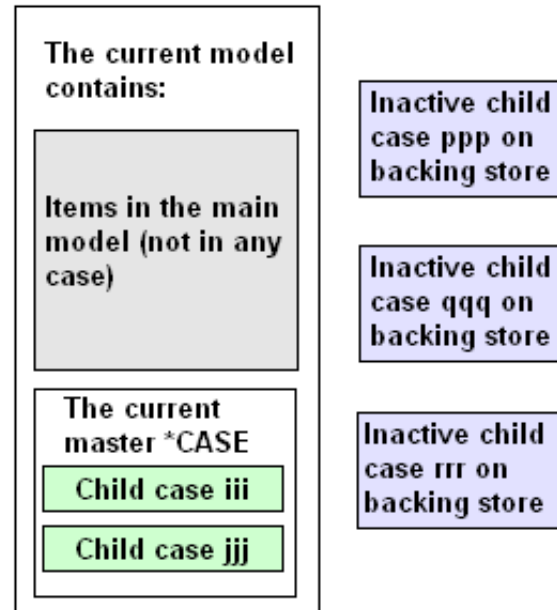 The current model
contains:
Items in the main
model (not in any
case)
The current
master *CASE
Child case iii
Child case jjj
Inactive child
case ppp on
backing store
Inactive child
case qqq on
backing store
Inactive child
case rrr on
backing store